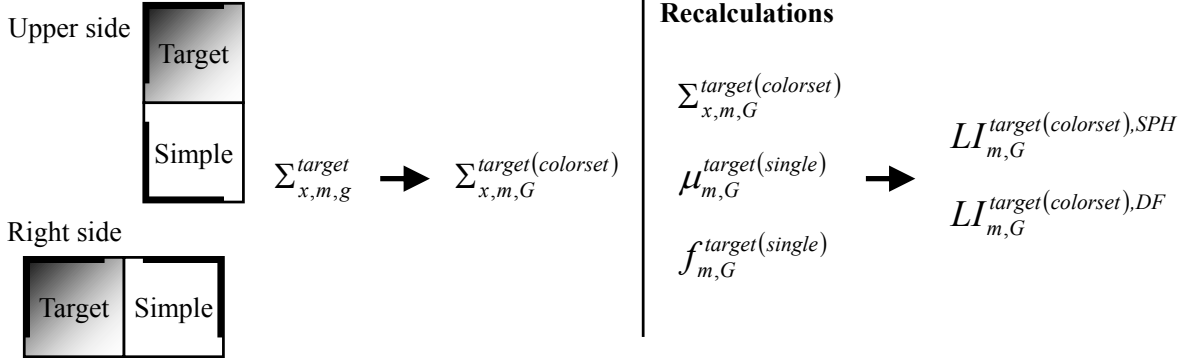 Upper side
Target
Simple
Σ_{x,m,g}^{target} → Σ_{x,m,G}^{target(colorset)}
Right side
Target Simple
Recalculations
Σ_{x,m,G}^{target(colorset)}
μ_{m,G}^{target(single)} →
f_{m,G}^{target(single)}
LI_{m,G}^{target(colorset),SPH}
LI_{m,G}^{target(colorset),DF}